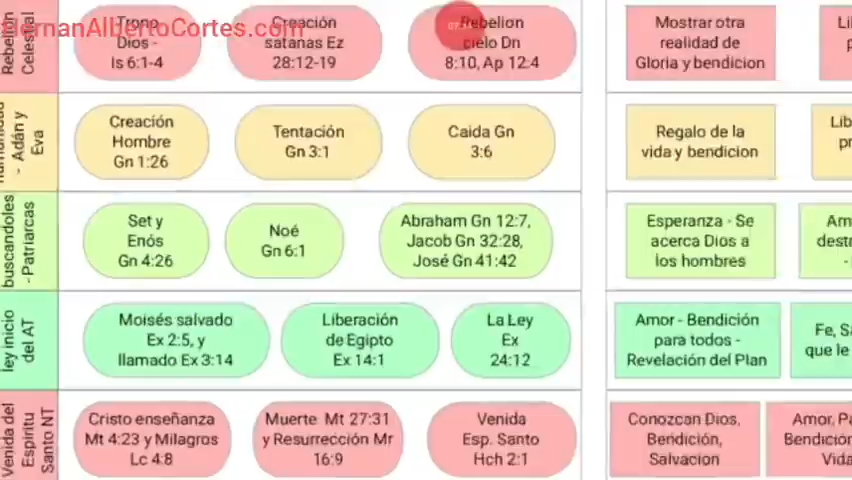 HernanAlbertoCortes.com
Rebelion
Celestial
Trono
Dios -
Is 6:1-4
Creación
satanas Ez
28:12-19
Rebelion
cielo Dn
8:10, Ap 12:4
Mostrar otra
realidad de
Gloria y bendicion
- Adán y
Eva
Creación
Hombre
Gn 1:26
Tentación
Gn 3:1
Caida Gn
3:6
Regalo de la
vida y bendicion
buscandoles
- Patriarcas
Set y
Enós
Gn 4:26
Noé
Gn 6:1
Abraham Gn 12:7,
Jacob Gn 32:28,
José Gn 41:42
Esperanza - Se
acerca Dios a
los hombres
ley inicio
del AT
Moisés salvado
Ex 2:5, y
llamado Ex 3:14
Liberación
de Egipto
Ex 14:1
La Ley
Ex
24:12
Amor - Bendición
para todos -
Revelación del Plan
Fe,
que le
Venida del
Espiritu
Santo NT
Cristo enseñanza
Mt 4:23 y Milagros
Lc 4:8
Muerte Mt 27:31
y Resurrección Mr
16:9
Venida
Esp. Santo
Hch 2:1
Conozcan Dios,
Bendición,
Salvacion
Amor,
Bendición
Vida